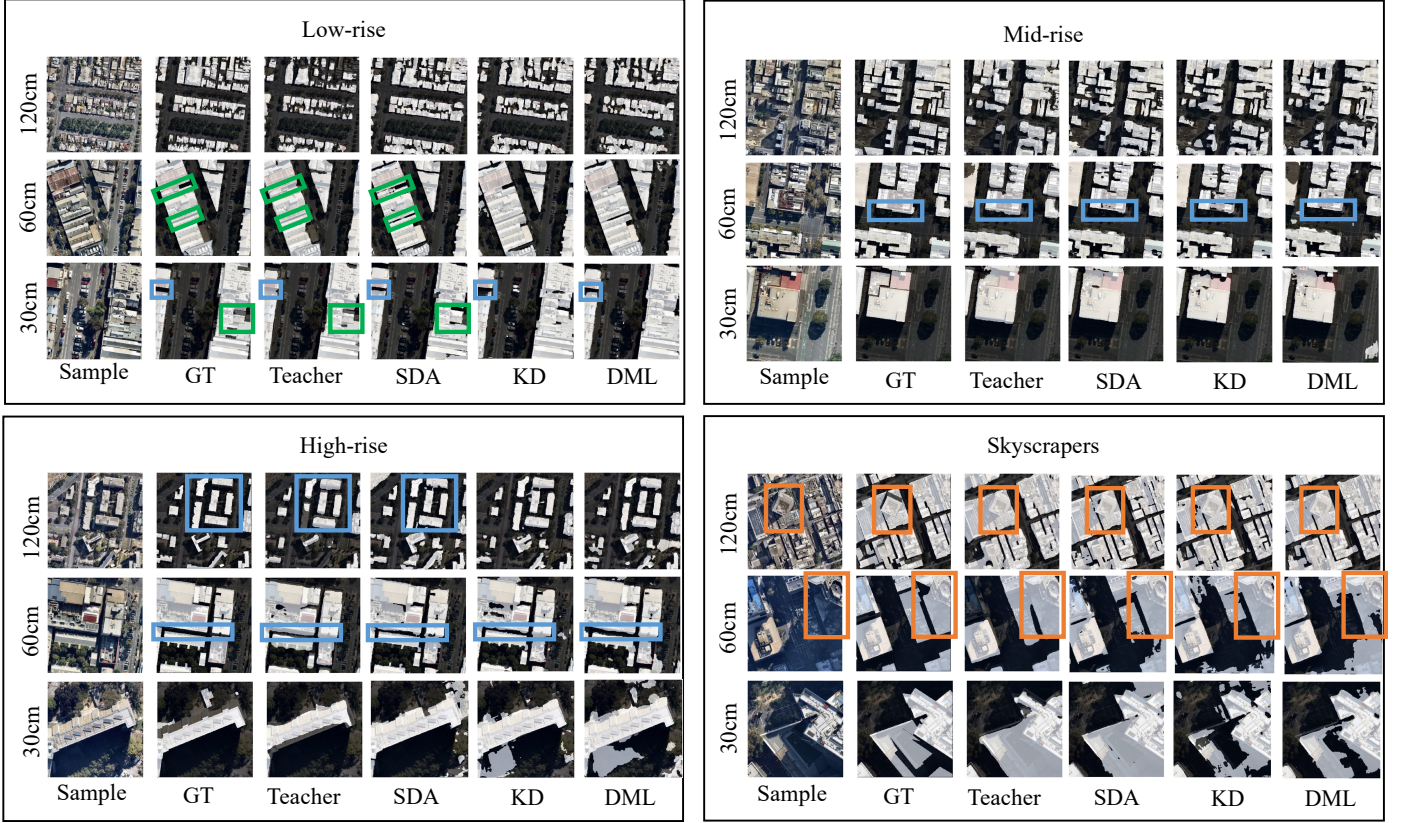 Low-rise
120cm
60cm
30cm
Sample GT Teacher SDA KD DML
Mid-rise
120cm
60cm
30cm
Sample GT Teacher SDA KD DML
High-rise
120cm
60cm
30cm
Sample GT Teacher SDA KD DML
Skyscrapers
120cm
60cm
30cm
Sample GT Teacher SDA KD DML